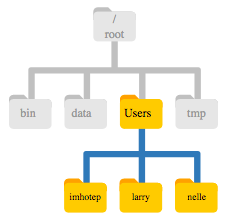 /
root
bin
data
Users
tmp
imhotep
larry
nelle